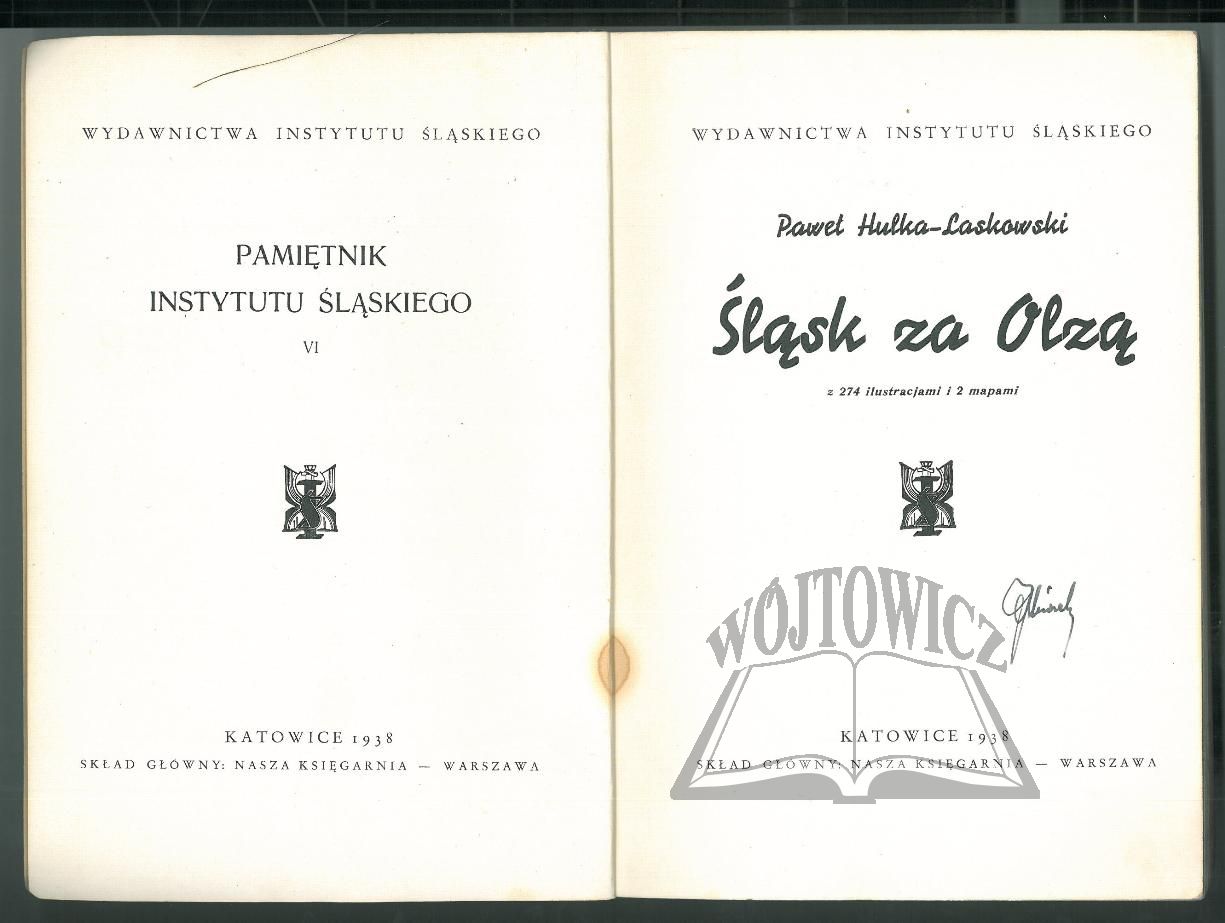 WYDAWNICTWA INSTYTUTU ŚLĄSKIEGO
PAMIĘTNIK
INSTYTUTU ŚLĄSKIEGO
VI
KATOWICE 1938
SKŁAD GŁÓWNY: NASZA KSIĘGARNIA — WARSZAWA
WYDAWNICTWA INSTYTUTU ŚLĄSKIEGO
Paweł Hulka-Laskowski
Śląsk za Olzą
z 274 ilustracjami i 2 mapami
WÓJTOWICZ
KATOWICE 1938
SKŁAD GŁÓWNY: NASZA KSIĘGARNIA — WARSZAWA